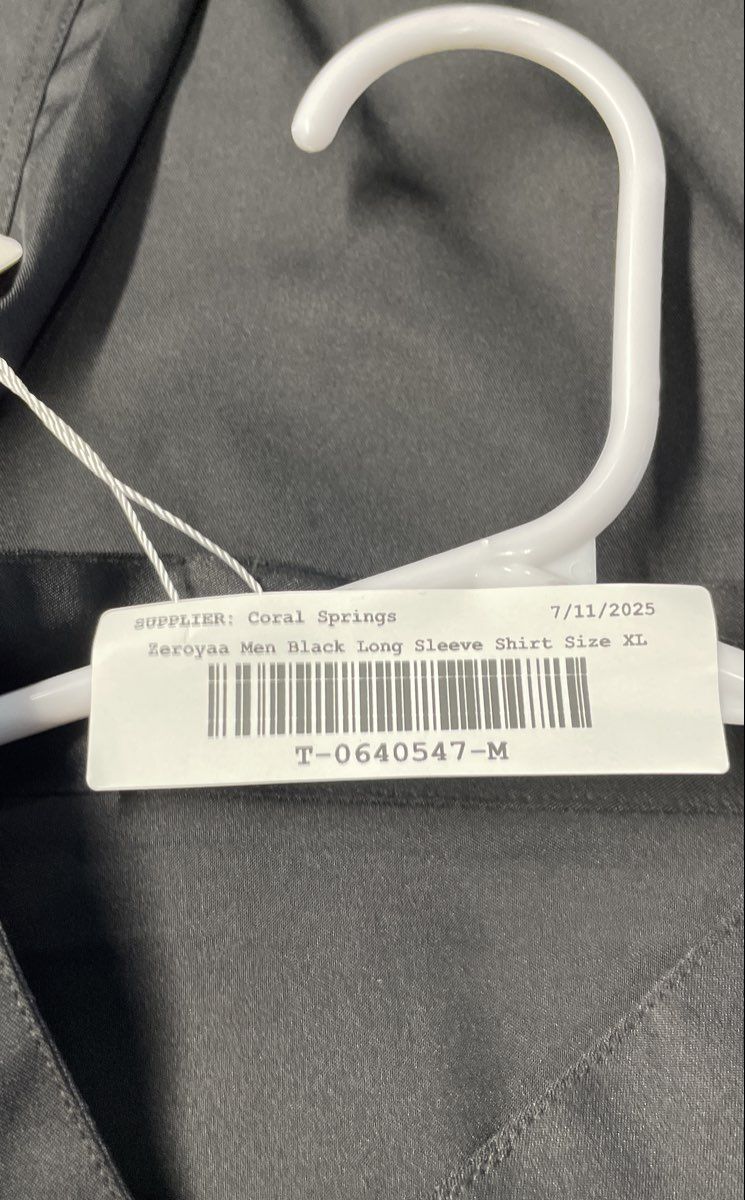 SUPPLIER: Coral Springs 7/11/2025
Zeroyaa Men Black Long Sleeve Shirt Size XL
T-0640547-M